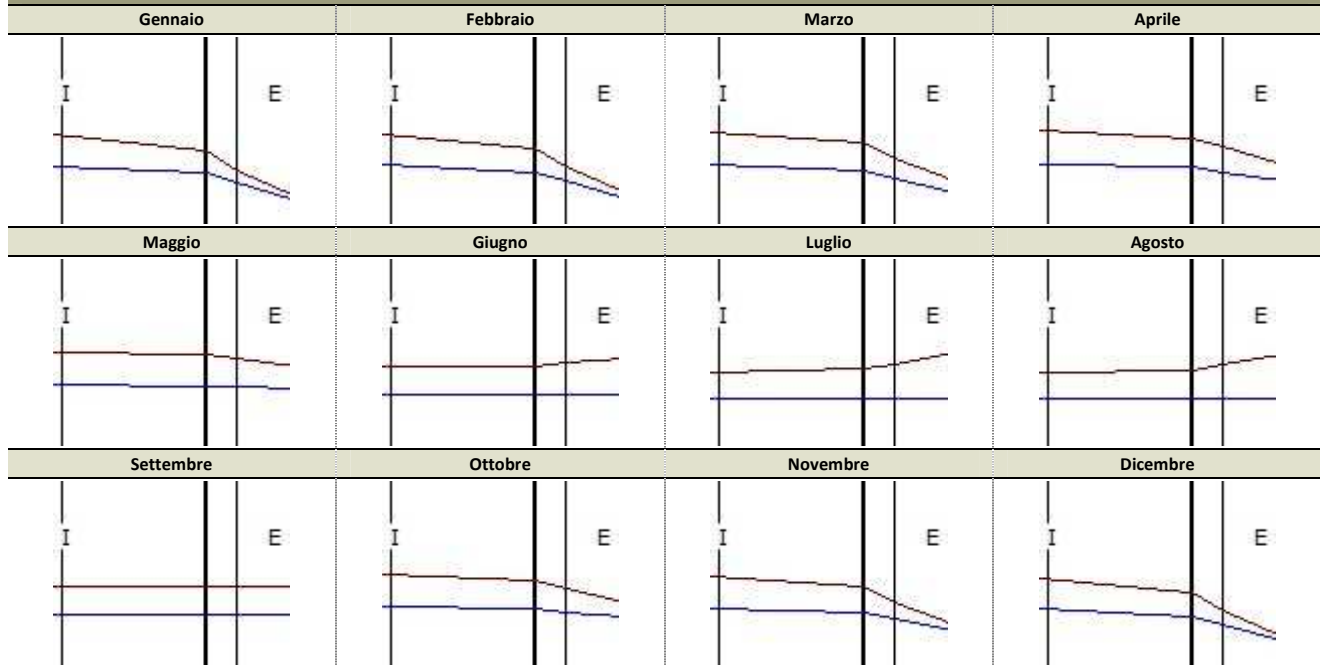 Gennaio Febbraio Marzo Aprile
I E I E I E I E
Maggio Giugno Luglio Agosto
I E I E I E I E
Settembre Ottobre Novembre Dicembre
I E I E I E I E